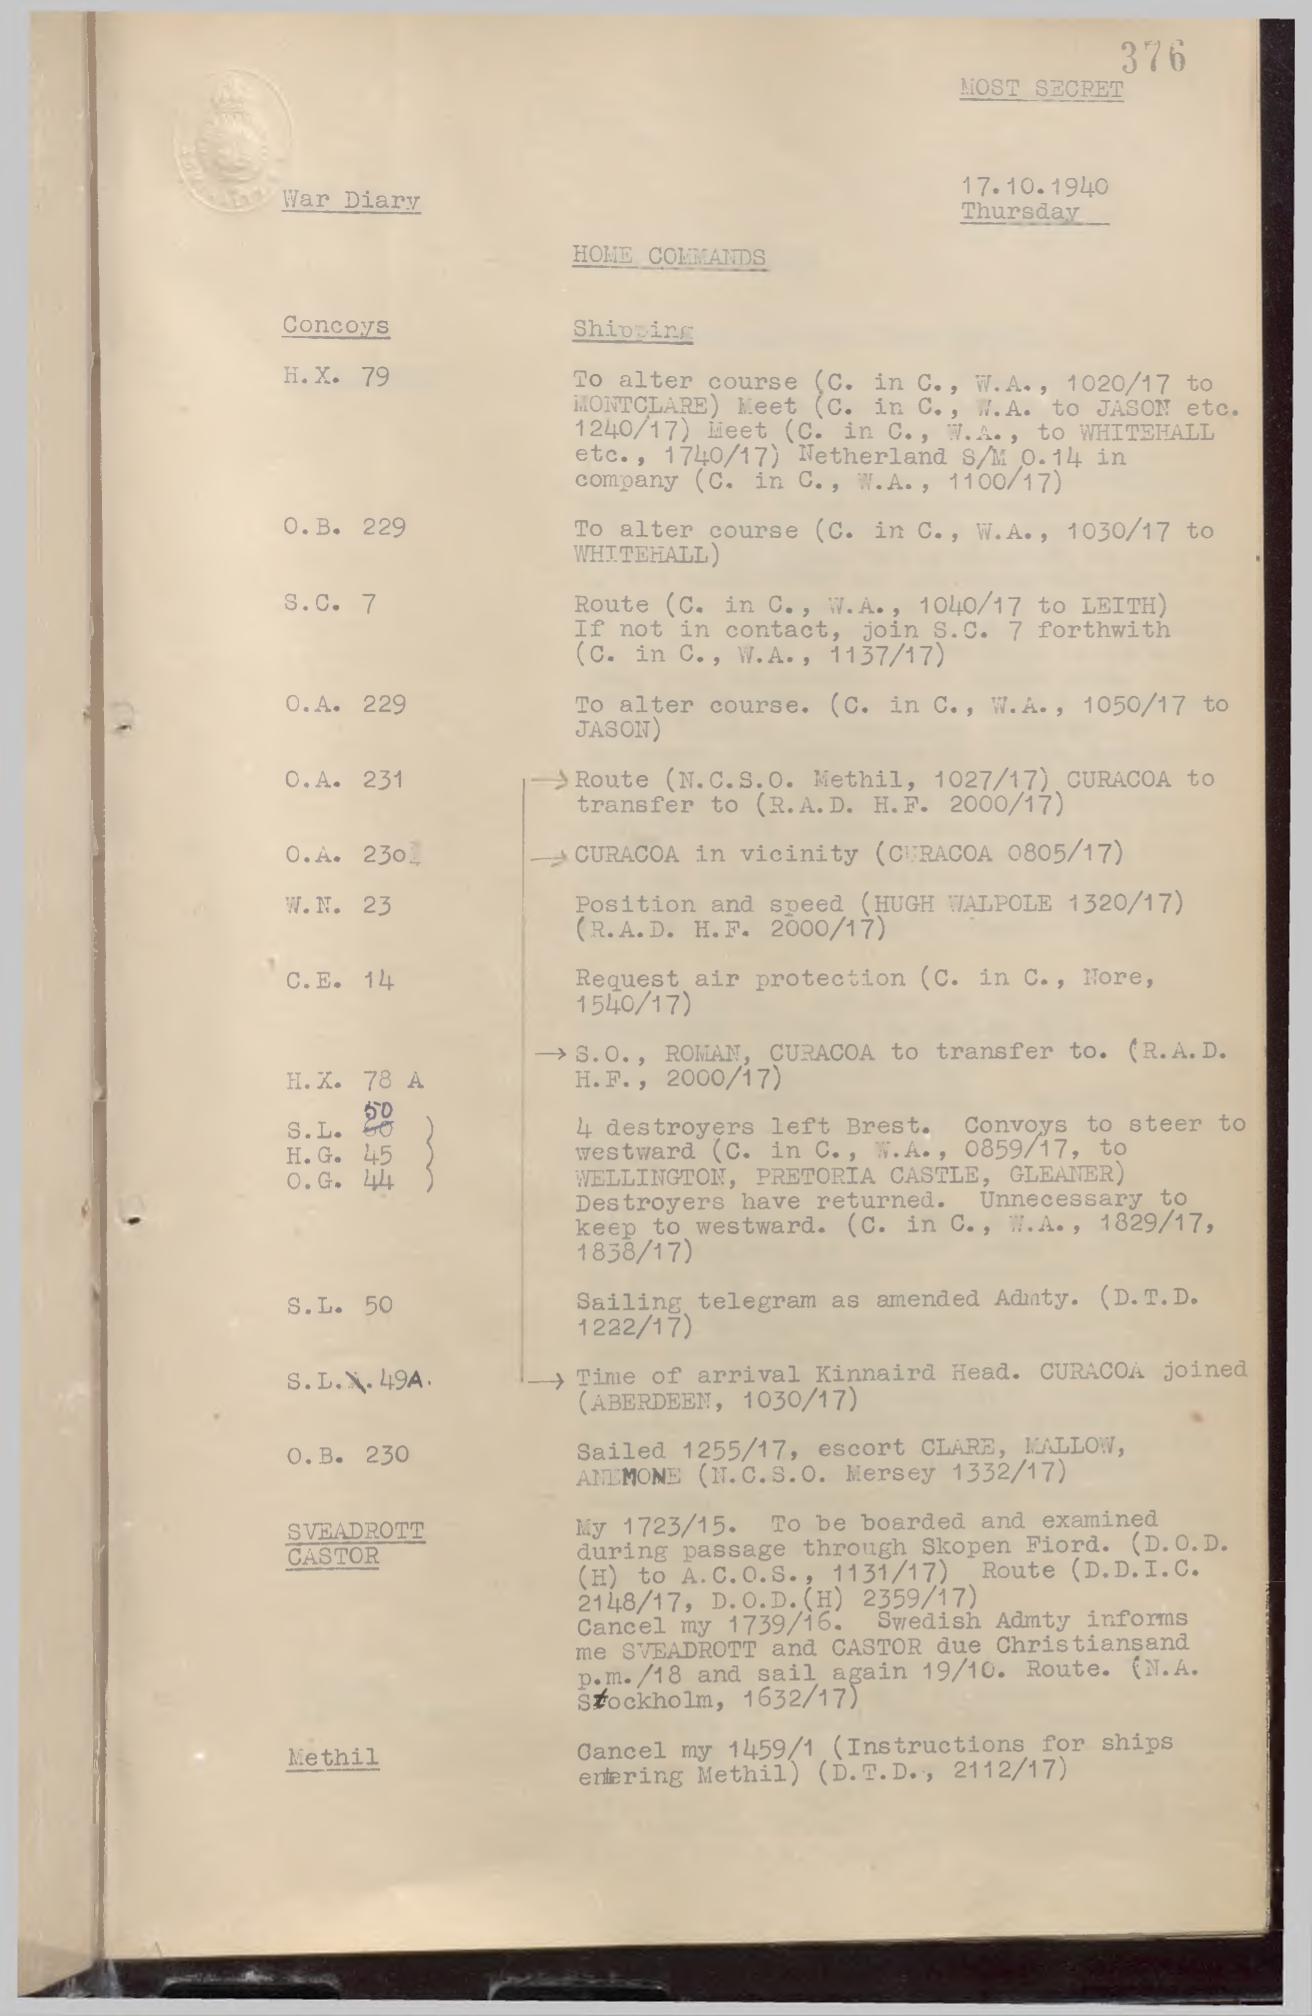 376
MOST SECRET
War Diary
17.10.1940
Thursday
HOME COMMANDS
Concoys Shipping
H.X. 79 To alter course (C. in C., W.A., 1020/17 to
MONTCLARE) Meet (C. in C., W.A. to JASON etc.
1240/17) Meet (C. in C., W.A., to WHITEHALL
etc., 1740/17) Netherland S/M O.14 in
company (C. in C., W.A., 1100/17)
O.B. 229 To alter course (C. in C., W.A., 1030/17 to
WHITEHALL)
S.C. 7 Route (C. in C., W.A., 1040/17 to LEITH)
If not in contact, join S.C. 7 forthwith
(C. in C., W.A., 1137/17)
O.A. 229 To alter course. (C. in C., W.A., 1050/17 to
JASON)
O.A. 231 → Route (N.C.S.O. Methil, 1027/17) CURACOA to
transfer to (R.A.D. H.F. 2000/17)
O.A. 230 → CURACOA in vicinity (CURACOA 0805/17)
W.N. 23 Position and speed (HUGH WALPOLE 1320/17)
(R.A.D. H.F. 2000/17)
C.E. 14 Request air protection (C. in C., Nore,
1540/17)
→ S.O., ROMAN, CURACOA to transfer to. (R.A.D.
H.X. 78 A H.F., 2000/17)
50
S.L. 4 destroyers left Brest. Convoys to steer to
H.G. 45 westward (C. in C., W.A., 0859/17, to
O.G. 44 WELLINGTON, PRETORIA CASTLE, GLEANER)
Destroyers have returned. Unnecessary to
keep to westward. (C. in C., W.A., 1829/17,
1838/17)
S.L. 50 Sailing telegram as amended Admty. (D.T.D.
1222/17)
S.L. 49A. → Time of arrival Kinnaird Head. CURACOA joined
(ABERDEEN, 1030/17)
O.B. 230 Sailed 1255/17, escort CLARE, MALLOW,
ANEMONE (N.C.S.O. Mersey 1332/17)
SVEADROTT My 1723/15. To be boarded and examined
CASTOR during passage through Skopen Fiord. (D.O.D.
(H) to A.C.O.S., 1131/17) Route (D.D.I.C.
2148/17, D.O.D.(H) 2359/17)
Cancel my 1739/16. Swedish Admty informs
me SVEADROTT and CASTOR due Christiansand
p.m./18 and sail again 19/10. Route. (N.A.
Stockholm, 1632/17)
Methil Cancel my 1459/1 (Instructions for ships
entering Methil) (D.T.D., 2112/17)